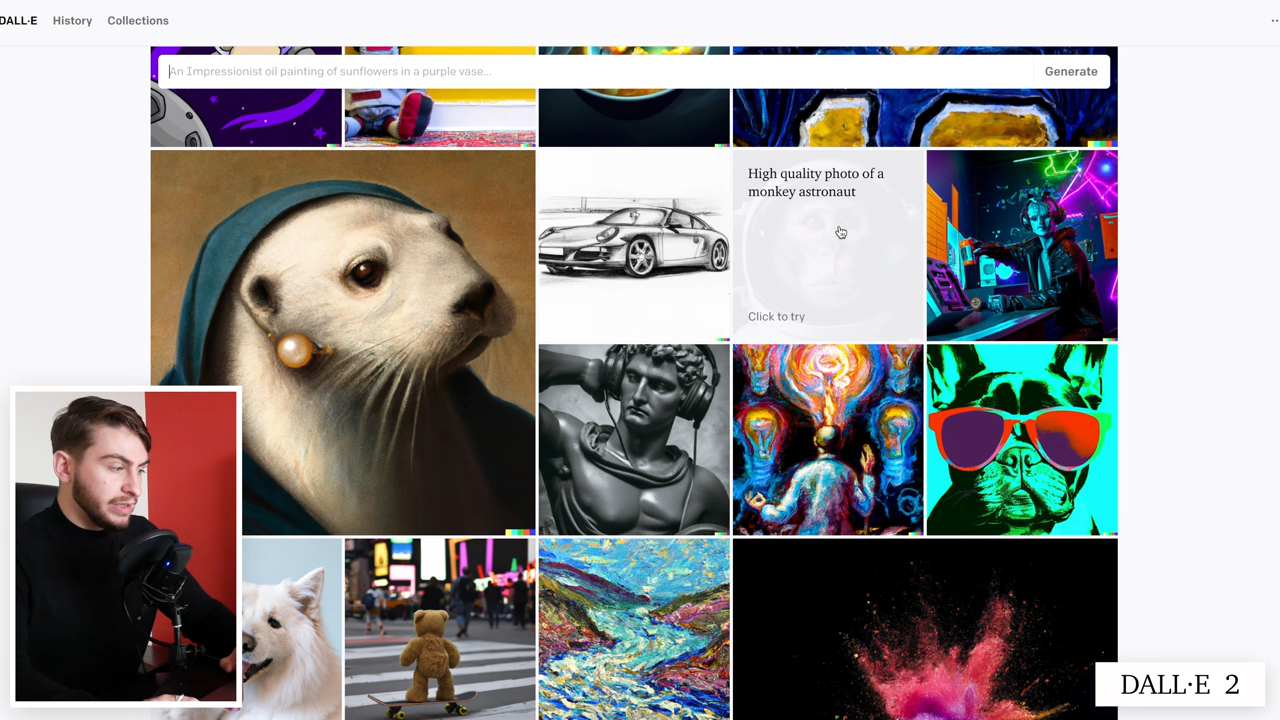 DALL·E History Collections
An Impressionist oil painting of sunflowers in a purple vase... Generate
High quality photo of a
monkey astronaut
Click to try
DALL·E 2